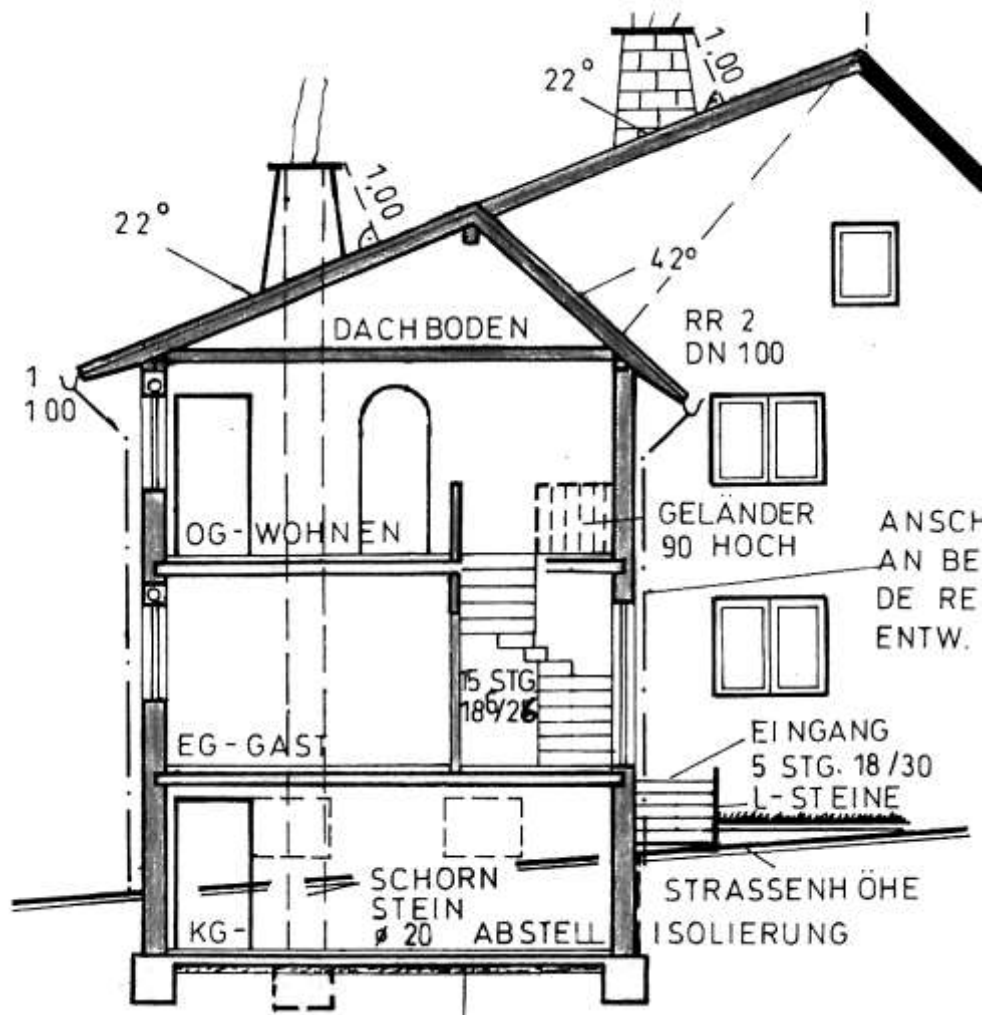 1,00
22°
22°
1,00
42°
DACHBODEN
RR 2
DN 100
1
100
OG-WOHNEN
GELÄNDER
90 HOCH
ANSCH
AN BE
DE RE
ENTW.
15 STG
EG-GAST
EINGANG
5 STG. 18/30
L-STEINE
SCHORN
STEIN
ø 20
STRASSENHÖHE
KG-
ABSTELL
ISOLIERUNG